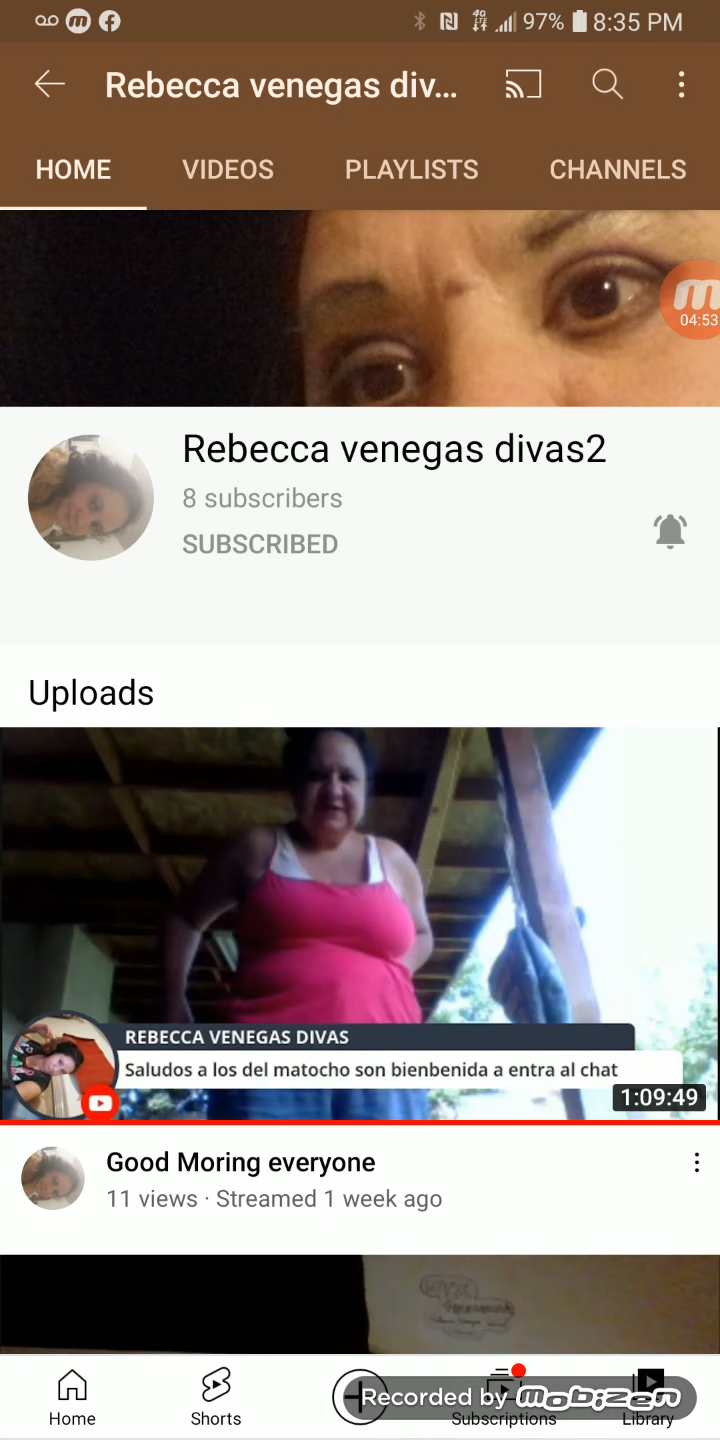 97% 8:35 PM
Rebecca venegas div...
HOME VIDEOS PLAYLISTS CHANNELS
m
04:53
Rebecca venegas divas2
8 subscribers
SUBSCRIBED
Uploads
REBECCA VENEGAS DIVAS
Saludos a los del matocho son bienbenida a entra al chat
1:09:49
Good Moring everyone
11 views · Streamed 1 week ago
Recorded by mobizen
Home Shorts Subscriptions Library